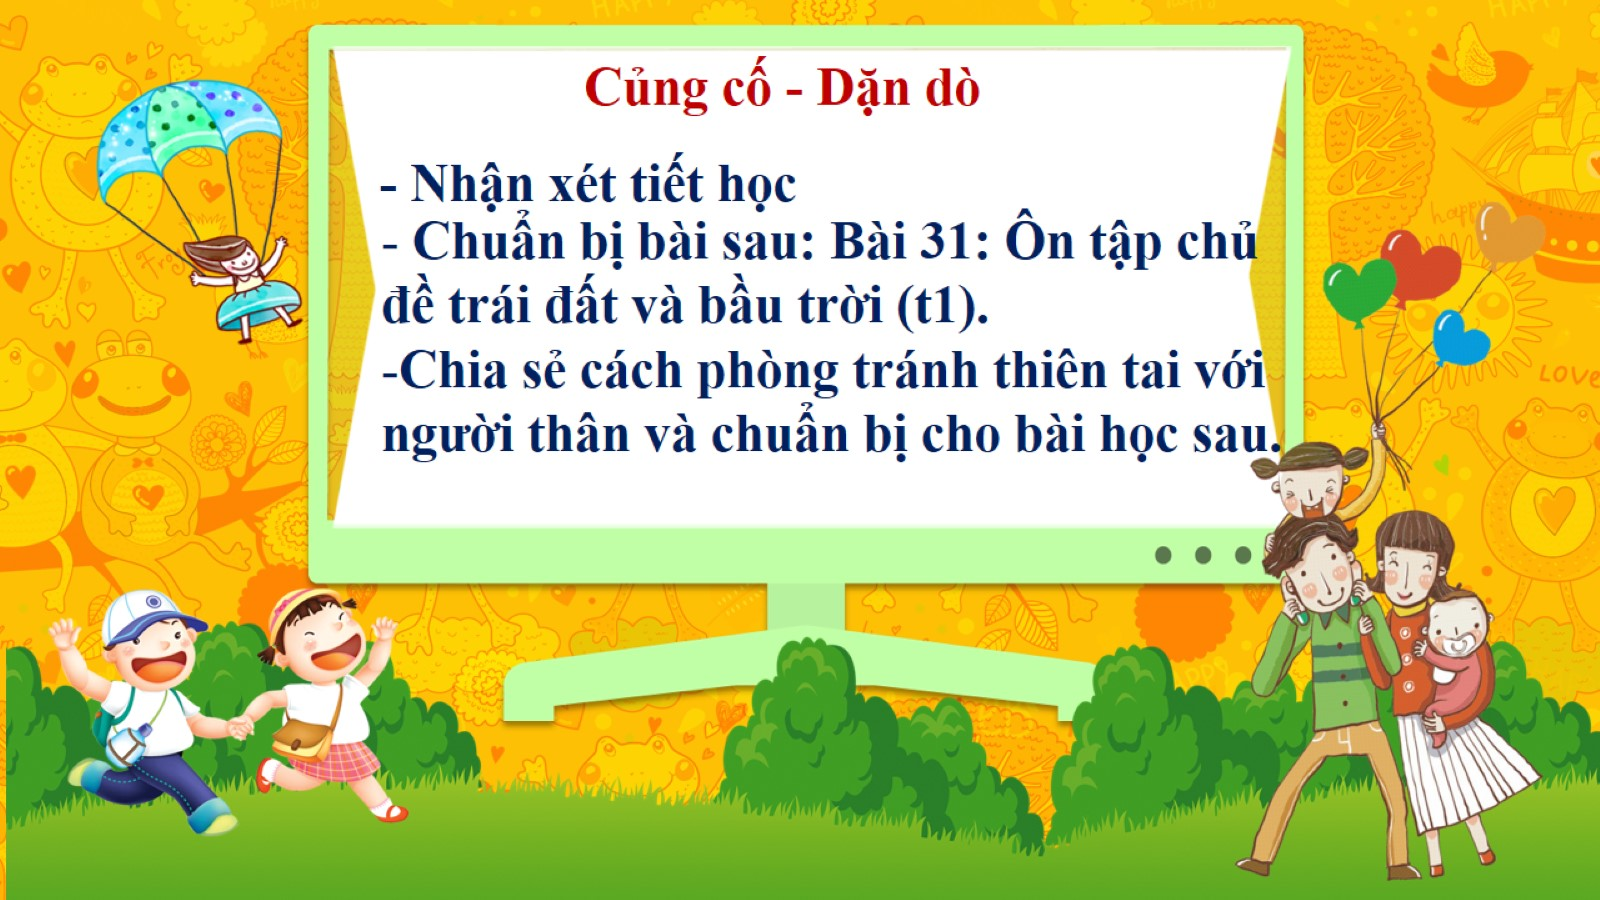 Củng cố - Dặn dò
- Nhận xét tiết học
- Chuẩn bị bài sau: Bài 31: Ôn tập chủ
đề trái đất và bầu trời (t1).
-Chia sẻ cách phòng tránh thiên tai với
người thân và chuẩn bị cho bài học sau.
happy
LOVE